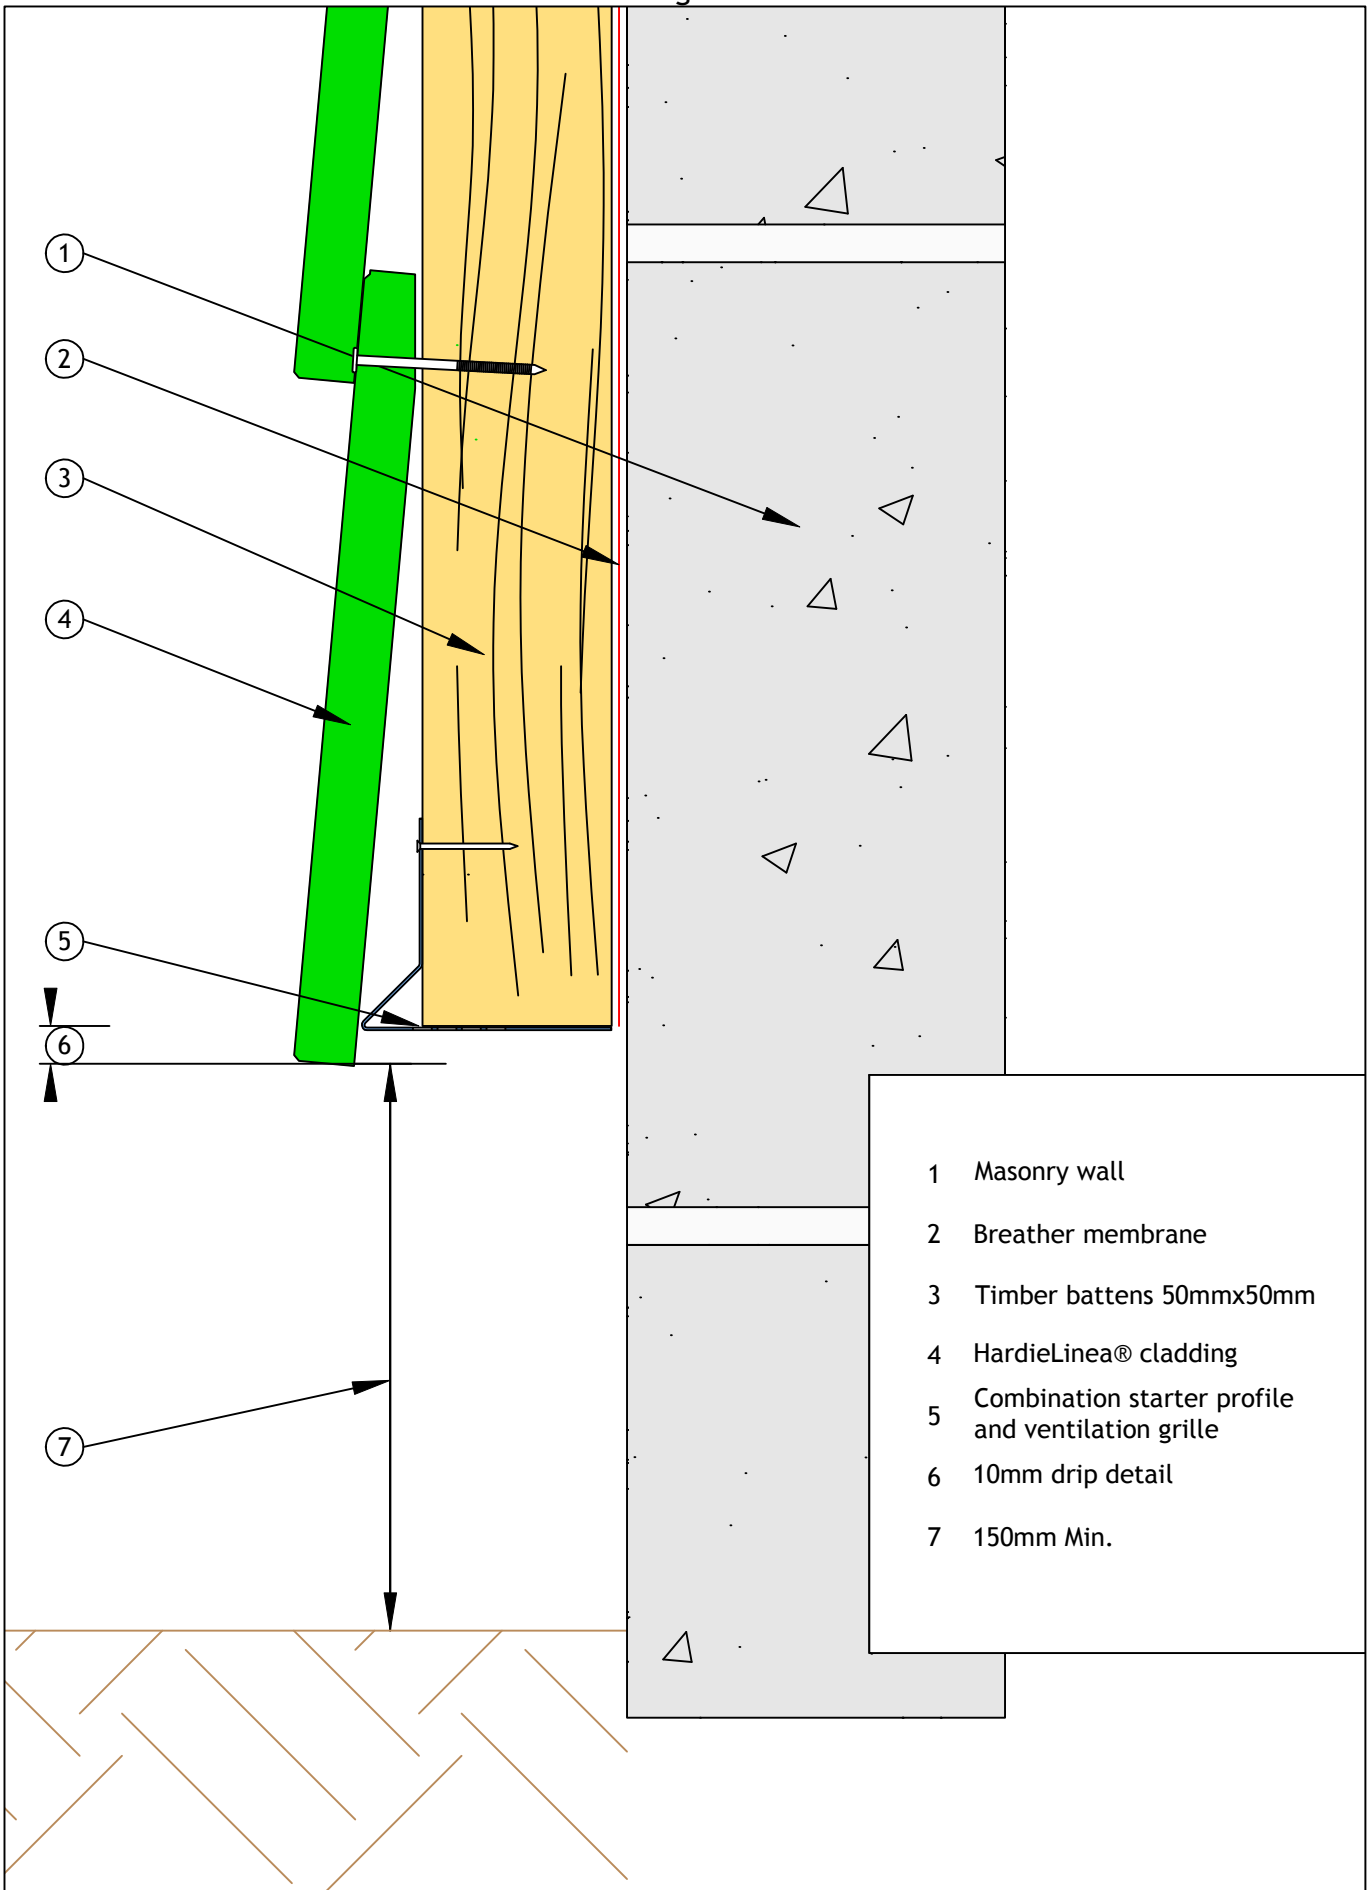 1
2
3
4
5
6
7
1 Masonry wall
2 Breather membrane
3 Timber battens 50mmx50mm
4 HardieLinea® cladding
5 Combination starter profile
and ventilation grille
6 10mm drip detail
7 150mm Min.